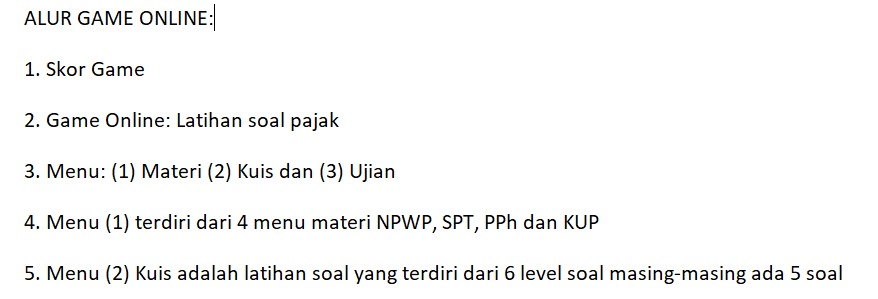 ALUR GAME ONLINE:
1. Skor Game
2. Game Online: Latihan soal pajak
3. Menu: (1) Materi (2) Kuis dan (3) Ujian
4. Menu (1) terdiri dari 4 menu materi NPWP, SPT, PPh dan KUP
5. Menu (2) Kuis adalah latihan soal yang terdiri dari 6 level soal masing-masing ada 5 soal